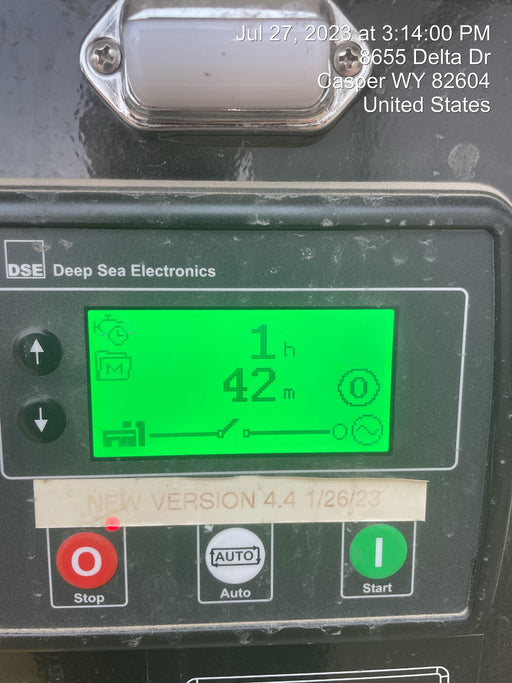 Jul 27, 2023 at 3:14:00 PM
8655 Delta Dr
Casper WY 82604
United States
DSE Deep Sea Electronics
1 h
M
42 m
0
NEW VERSION 4.4 1/26/23
O AUTO I
Stop Auto Start